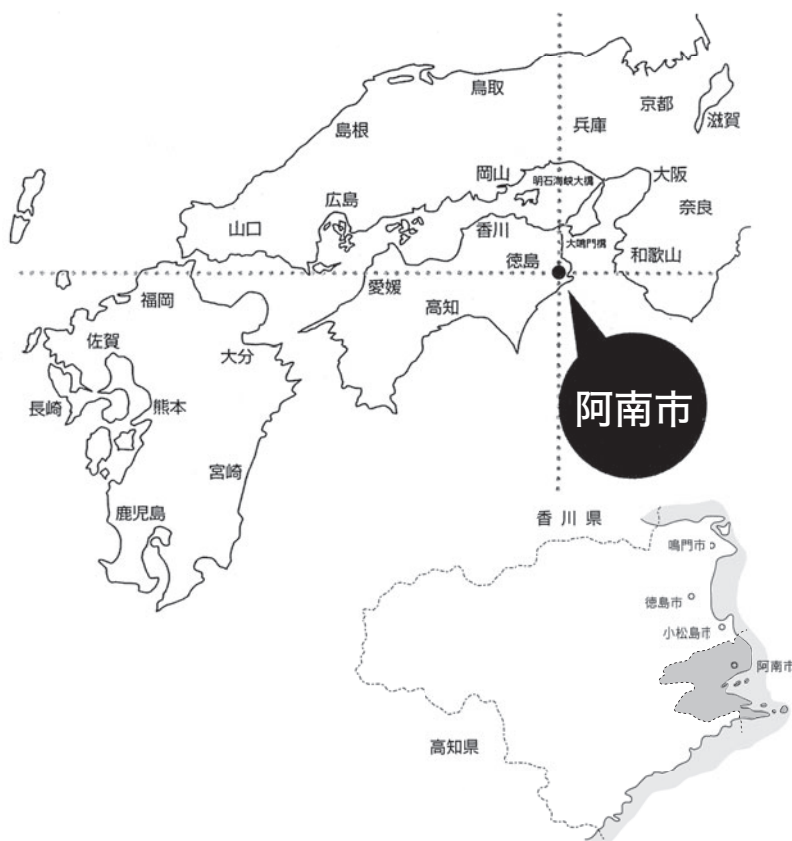 鳥取
京都
滋賀
兵庫
島根
岡山
明石海峡大橋
大阪
広島
奈良
山口
香川
大鳴門橋
和歌山
徳島
愛媛
福岡
高知
佐賀
大分
阿南市
長崎
熊本
宮崎
鹿児島
香川県
鳴門市
徳島市
小松島市
阿南市
高知県